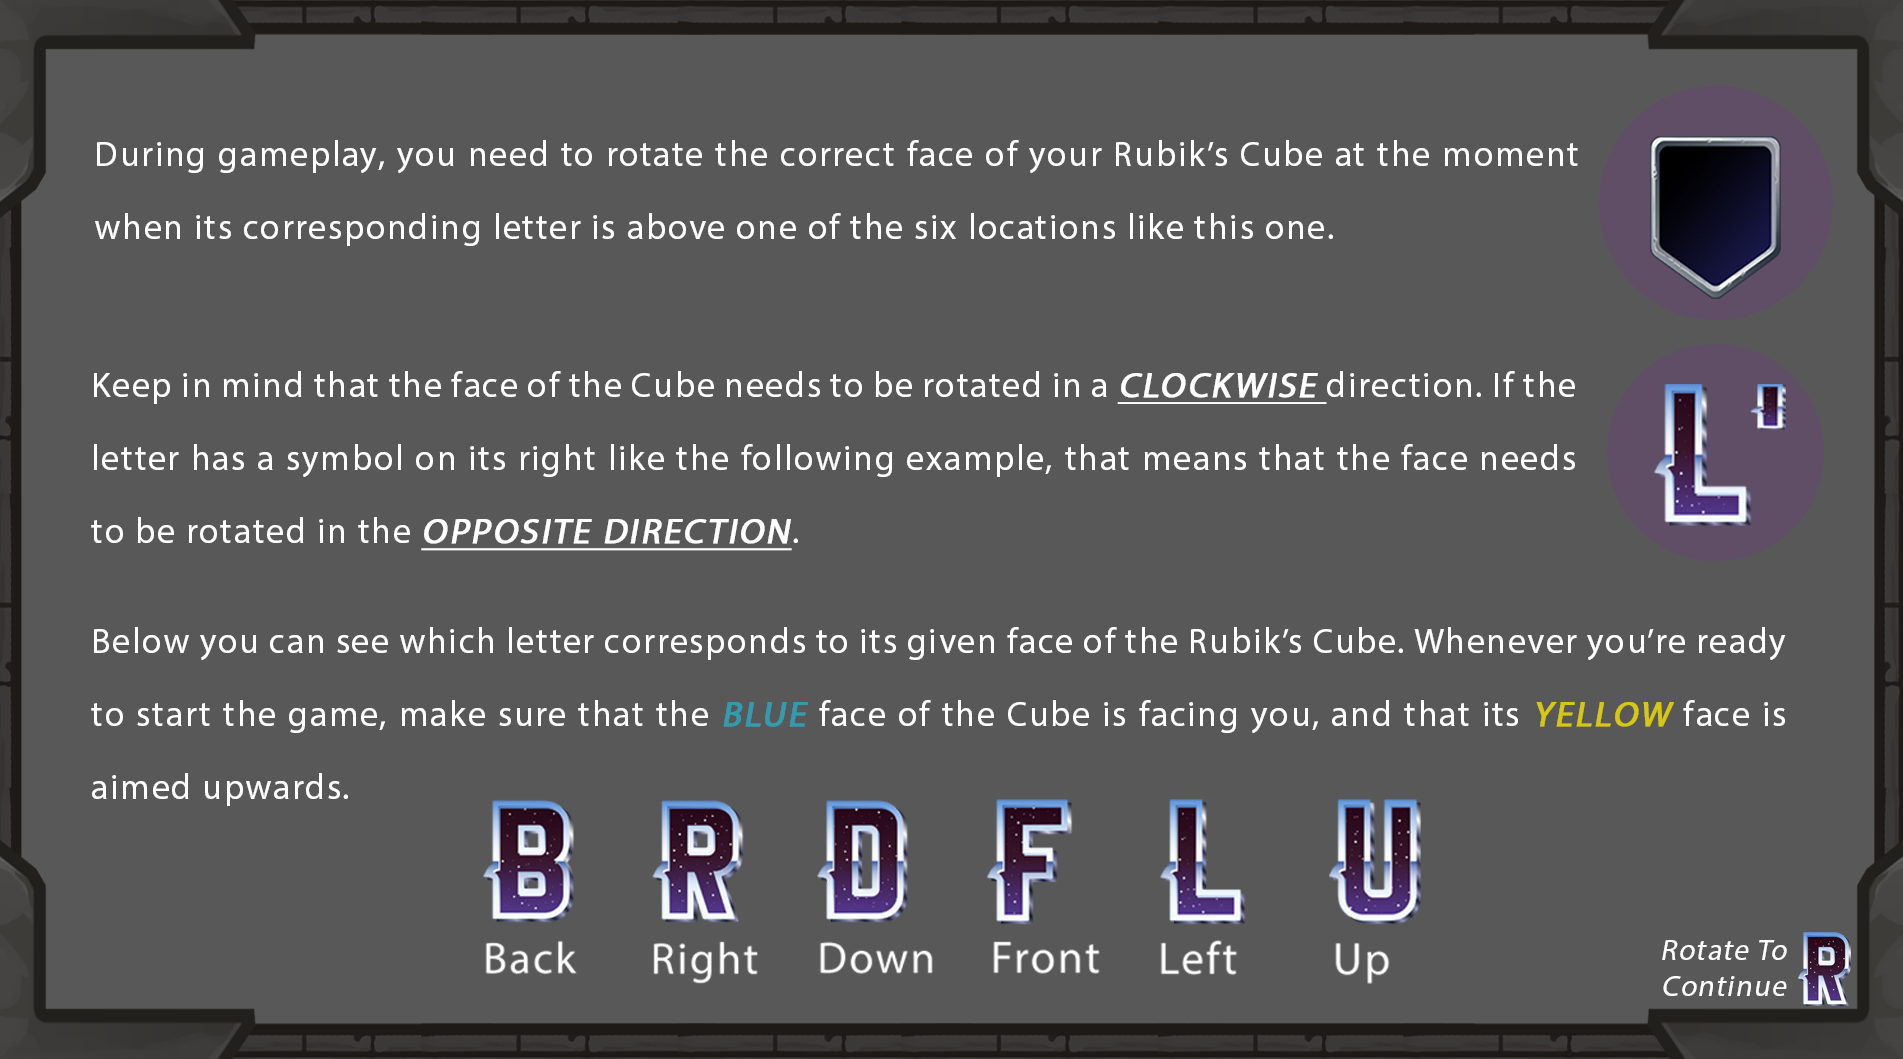 During gameplay, you need to rotate the correct face of your Rubik’s Cube at the moment
when its corresponding letter is above one of the six locations like this one.
Keep in mind that the face of the Cube needs to be rotated in a CLOCKWISE direction. If the
letter has a symbol on its right like the following example, that means that the face needs
to be rotated in the OPPOSITE DIRECTION.
L'
Below you can see which letter corresponds to its given face of the Rubik’s Cube. Whenever you’re ready
to start the game, make sure that the BLUE face of the Cube is facing you, and that its YELLOW face is
aimed upwards.
B R D F L U
Back Right Down Front Left Up
Rotate To
Continue R